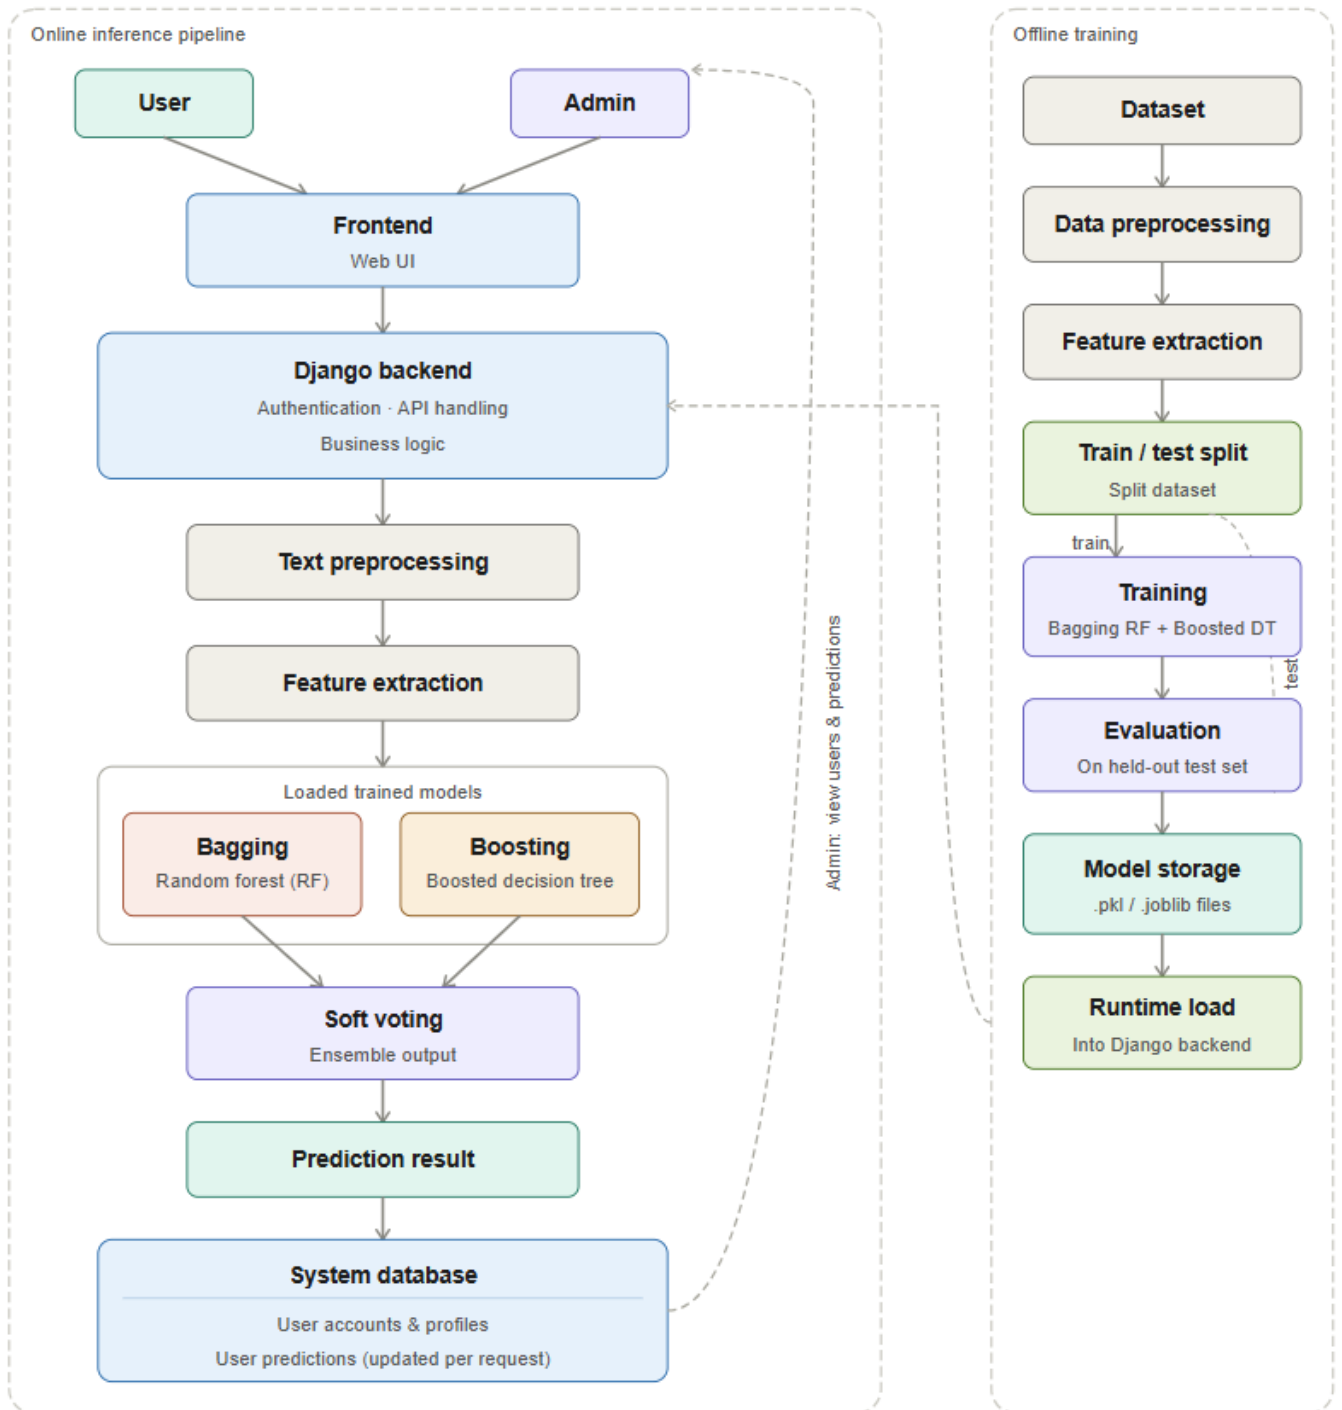 Online inference pipeline
User
Admin
Frontend
Web UI
Django backend
Authentication · API handling
Business logic
Text preprocessing
Feature extraction
Loaded trained models
Bagging
Random forest (RF)
Boosting
Boosted decision tree
Soft voting
Ensemble output
Prediction result
System database
User accounts & profiles
User predictions (updated per request)
Admin: view users & predictions
Offline training
Dataset
Data preprocessing
Feature extraction
Train / test split
Split dataset
train
Training
Bagging RF + Boosted DT
test
Evaluation
On held-out test set
Model storage
.pkl / .joblib files
Runtime load
Into Django backend